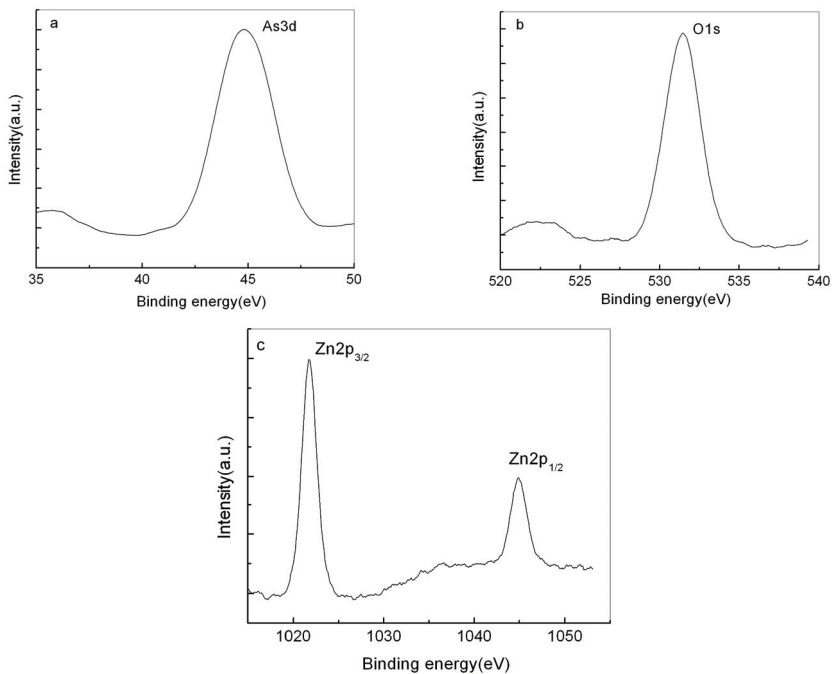 a
As3d
Intensity(a.u.)
35 40 45 50
Binding energy(eV)
b
O1s
Intensity(a.u.)
520 525 530 535 540
Binding energy(eV)
c
Zn2p3/2
Zn2p1/2
Intensity(a.u.)
1020 1030 1040 1050
Binding energy(eV)